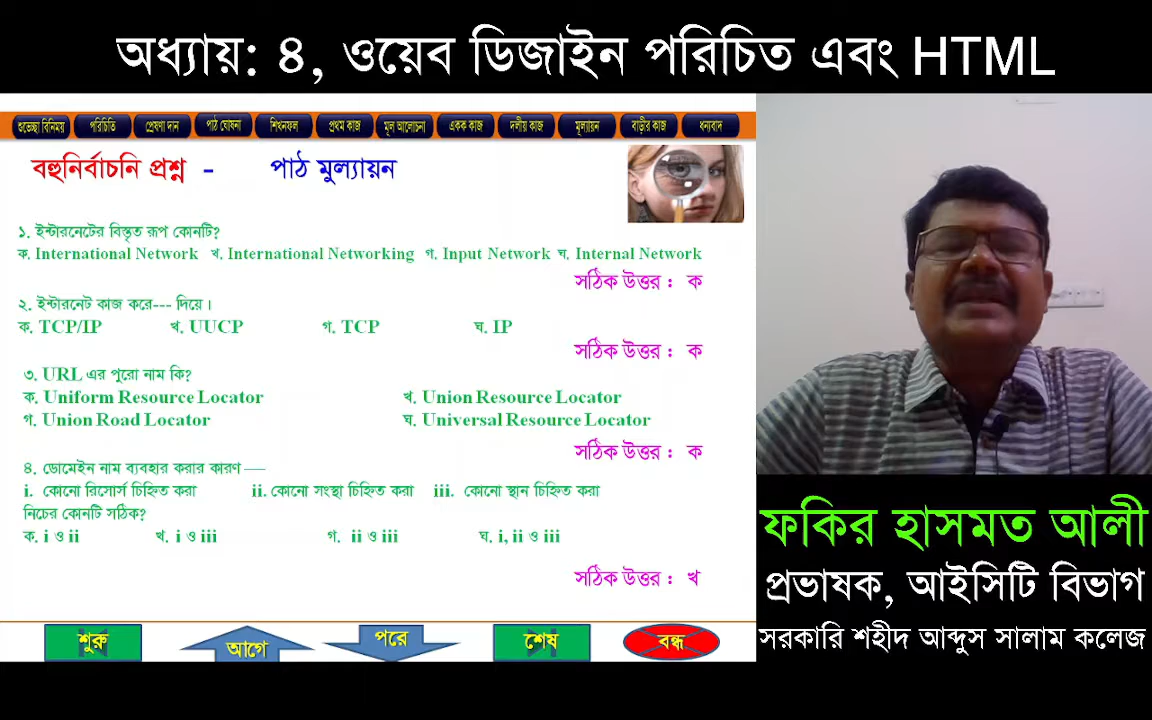 অধ্যায়: ৪, ওয়েব ডিজাইন পরিচিত এবং HTML
শুভেচ্ছা বিনিময় পরিচিতি প্রেষণা দান পাঠ ঘোষনা শিখনফল প্রথম কাজ মূল আলোচনা একক কাজ দলীয় কাজ মূল্যায়ন বাড়ীর কাজ ধন্যবাদ
বহুনির্বাচনি প্রশ্ন - পাঠ মুল্যায়ন
১. ইন্টারনেটের বিস্তৃত রূপ কোনটি?
ক. International Network খ. International Networking গ. Input Network ঘ. Internal Network
সঠিক উত্তর : ক
২. ইন্টারনেট কাজ করে--- দিয়ে।
ক. TCP/IP খ. UUCP গ. TCP ঘ. IP
সঠিক উত্তর : ক
৩. URL এর পুরো নাম কি?
ক. Uniform Resource Locator খ. Union Resource Locator
গ. Union Road Locator ঘ. Universal Resource Locator
সঠিক উত্তর : ক
৪. ডোমেইন নাম ব্যবহার করার কারণ —
i. কোনো রিসোর্স চিহ্নিত করা ii. কোনো সংস্থা চিহ্নিত করা iii. কোনো স্থান চিহ্নিত করা
নিচের কোনটি সঠিক?
ক. i ও ii খ. i ও iii গ. ii ও iii ঘ. i, ii ও iii
সঠিক উত্তর : খ
শুরু আগে পরে শেষ বন্ধ
ফকির হাসমত আলী
প্রভাষক, আইসিটি বিভাগ
সরকারি শহীদ আব্দুস সালাম কলেজ